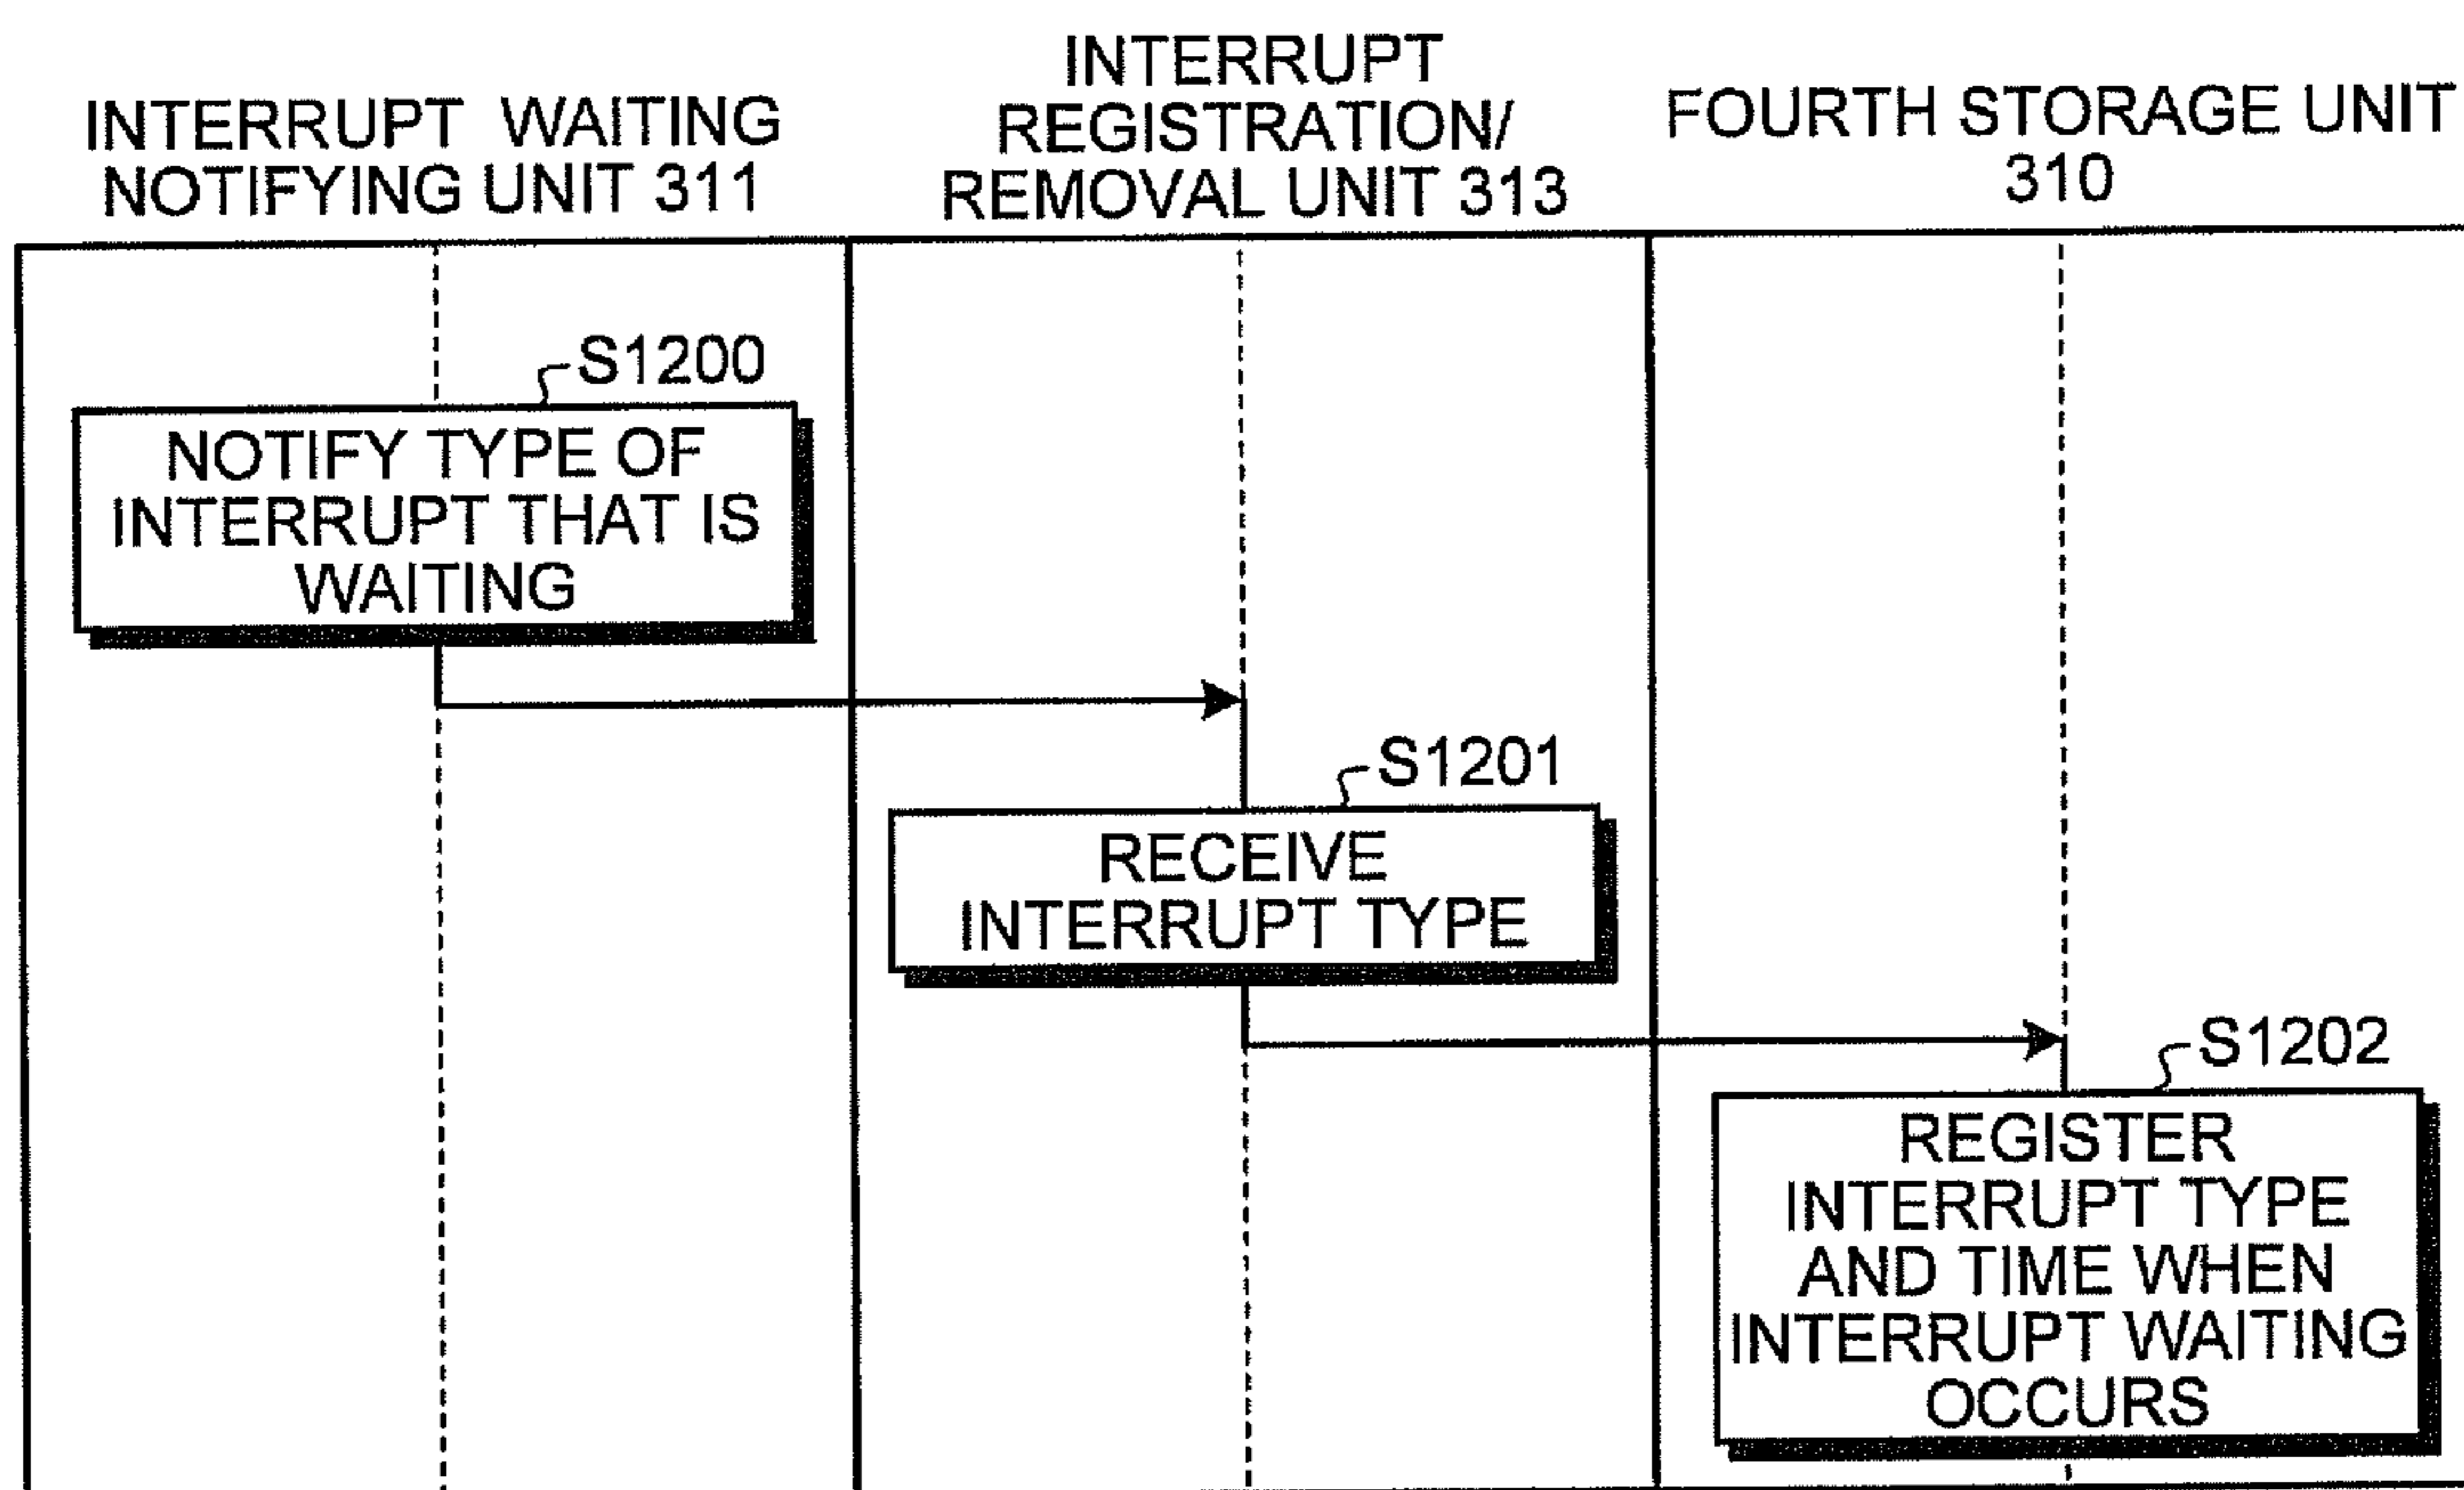 INTERRUPT WAITING
NOTIFYING UNIT 311
INTERRUPT
REGISTRATION/
REMOVAL UNIT 313
FOURTH STORAGE UNIT
310
S1200
NOTIFY TYPE OF
INTERRUPT THAT IS
WAITING
S1201
RECEIVE
INTERRUPT TYPE
S1202
REGISTER
INTERRUPT TYPE
AND TIME WHEN
INTERRUPT WAITING
OCCURS